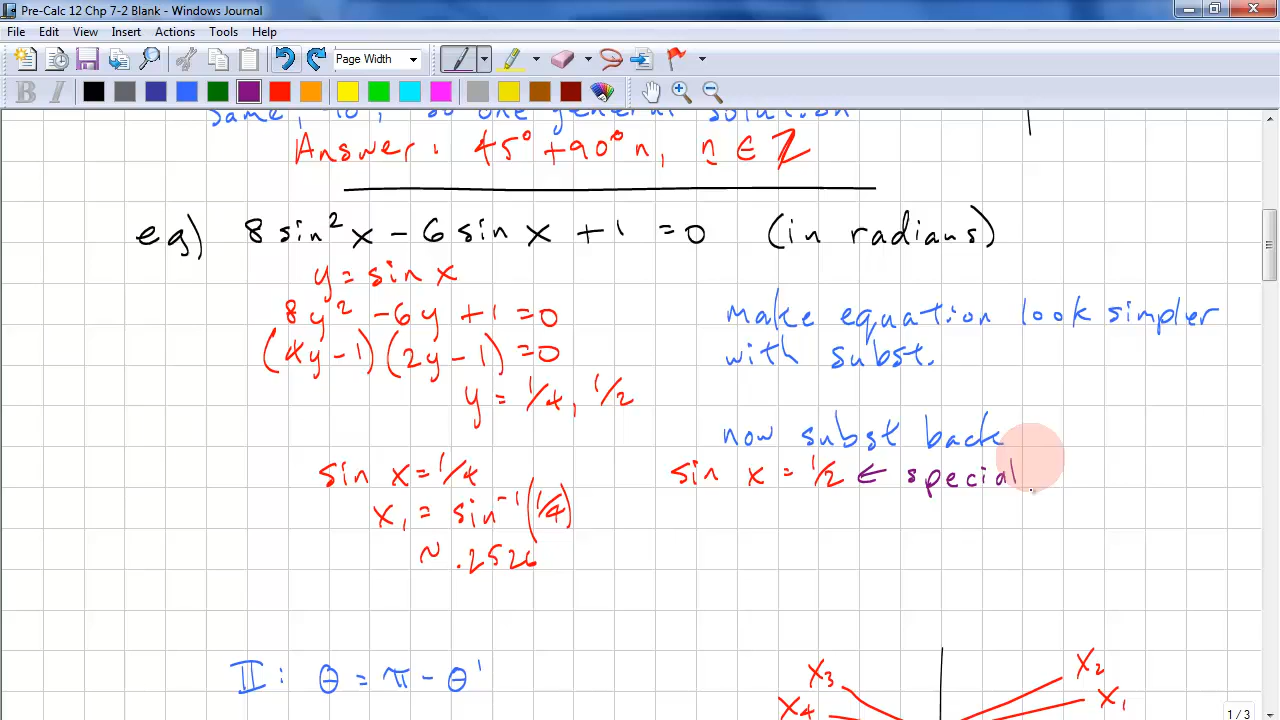 Pre-Calc 12 Chp 7-2 Blank - Windows Journal
File Edit View Insert Actions Tools Help
Page Width
B I
general solution
Answer: 45° + 90° n, n ∈ Z
eg) 8 sin² x - 6 sin x + 1 = 0 (in radians)
y = sin x
8y² - 6y + 1 = 0
Make equation look simpler
(4y - 1)(2y - 1) = 0
with subst.
y = 1/4, 1/2
now subst back
sin x = 1/4
sin x = 1/2 ← special
x₁ = sin⁻¹(1/4)
~ .2526
II: θ = π - θ'
x₃
x₂
x₄
x₁
1/3